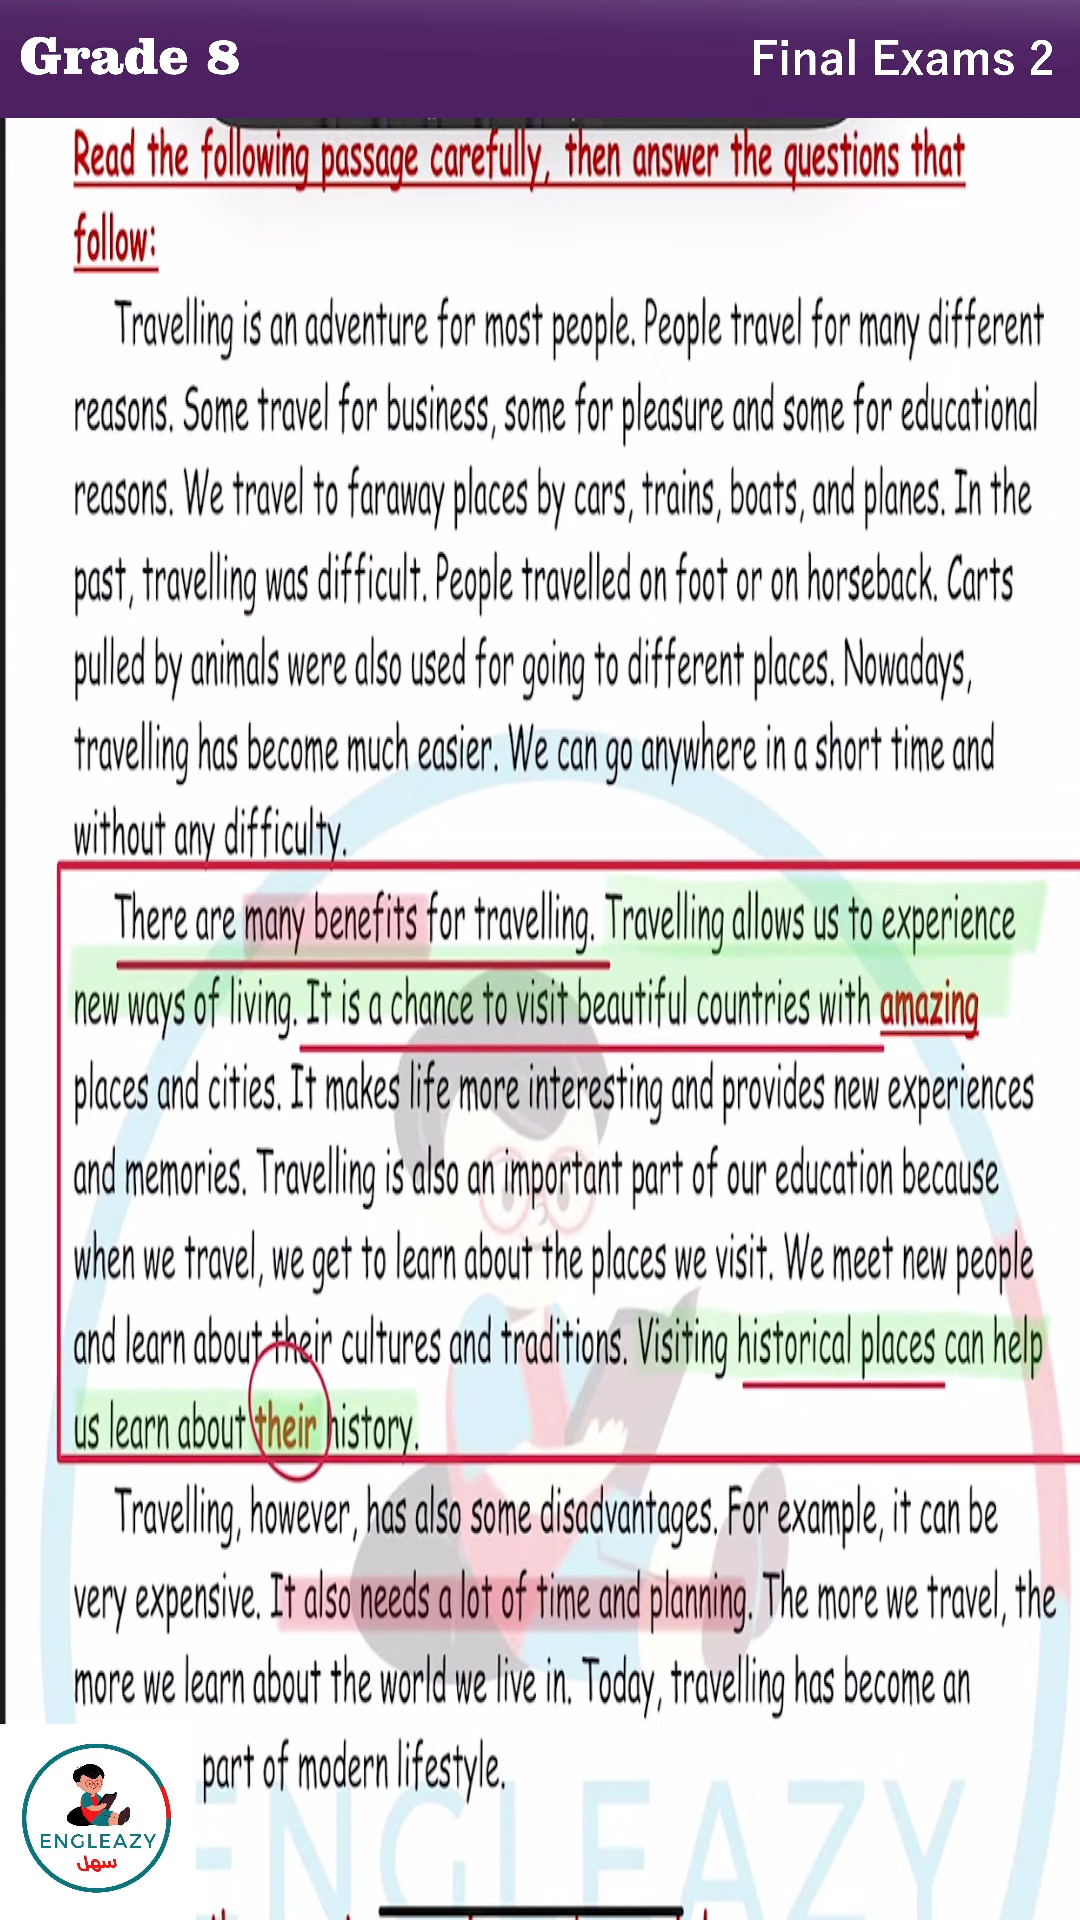 Grade 8
Final Exams 2
Read the following passage carefully, then answer the questions that
follow:
Travelling is an adventure for most people. People travel for many different
reasons. Some travel for business, some for pleasure and some for educational
reasons. We travel to faraway places by cars, trains, boats, and planes. In the
past, travelling was difficult. People travelled on foot or on horseback. Carts
pulled by animals were also used for going to different places. Nowadays,
travelling has become much easier. We can go anywhere in a short time and
without any difficulty.
There are many benefits for travelling. Travelling allows us to experience
new ways of living. It is a chance to visit beautiful countries with amazing
places and cities. It makes life more interesting and provides new experiences
and memories. Travelling is also an important part of our education because
when we travel, we get to learn about the places we visit. We meet new people
and learn about their cultures and traditions. Visiting historical places can help
us learn about their history.
Travelling, however, has also some disadvantages. For example, it can be
very expensive. It also needs a lot of time and planning. The more we travel, the
more we learn about the world we live in. Today, travelling has become an
part of modern lifestyle.
ENGLEAZY
سهل
ENGLEAZY